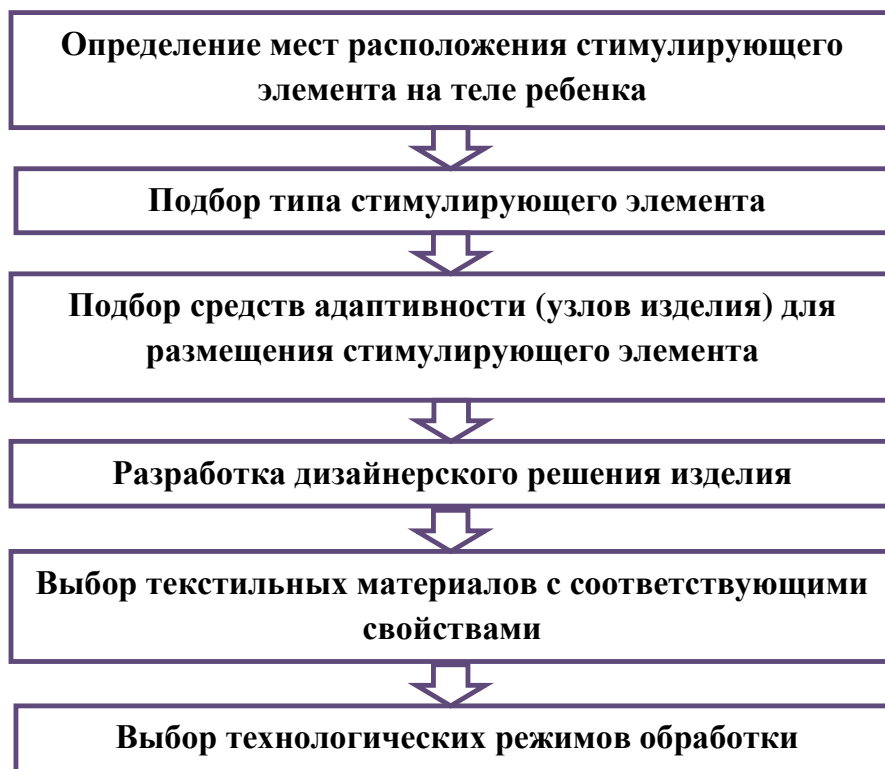 Определение мест расположения стимулирующего
элемента на теле ребенка
Подбор типа стимулирующего элемента
Подбор средств адаптивности (узлов изделия) для
размещения стимулирующего элемента
Разработка дизайнерского решения изделия
Выбор текстильных материалов с соответствующими
свойствами
Выбор технологических режимов обработки